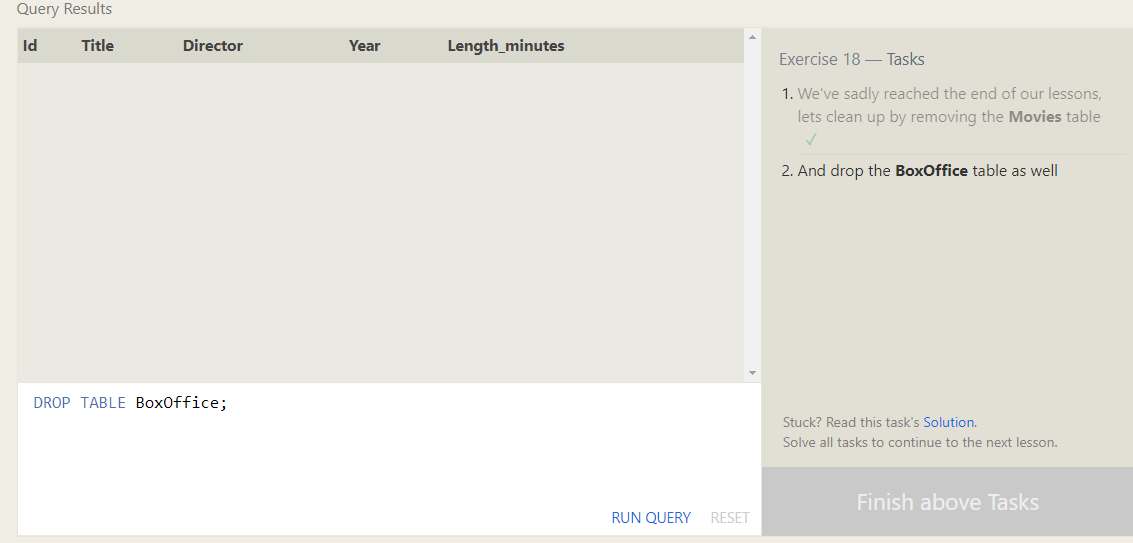 Query Results
Id Title Director Year Length_minutes
DROP TABLE BoxOffice;
RUN QUERY RESET
Exercise 18 — Tasks
1. We've sadly reached the end of our lessons,
lets clean up by removing the Movies table
✓
2. And drop the BoxOffice table as well
Stuck? Read this task's Solution.
Solve all tasks to continue to the next lesson.
Finish above Tasks